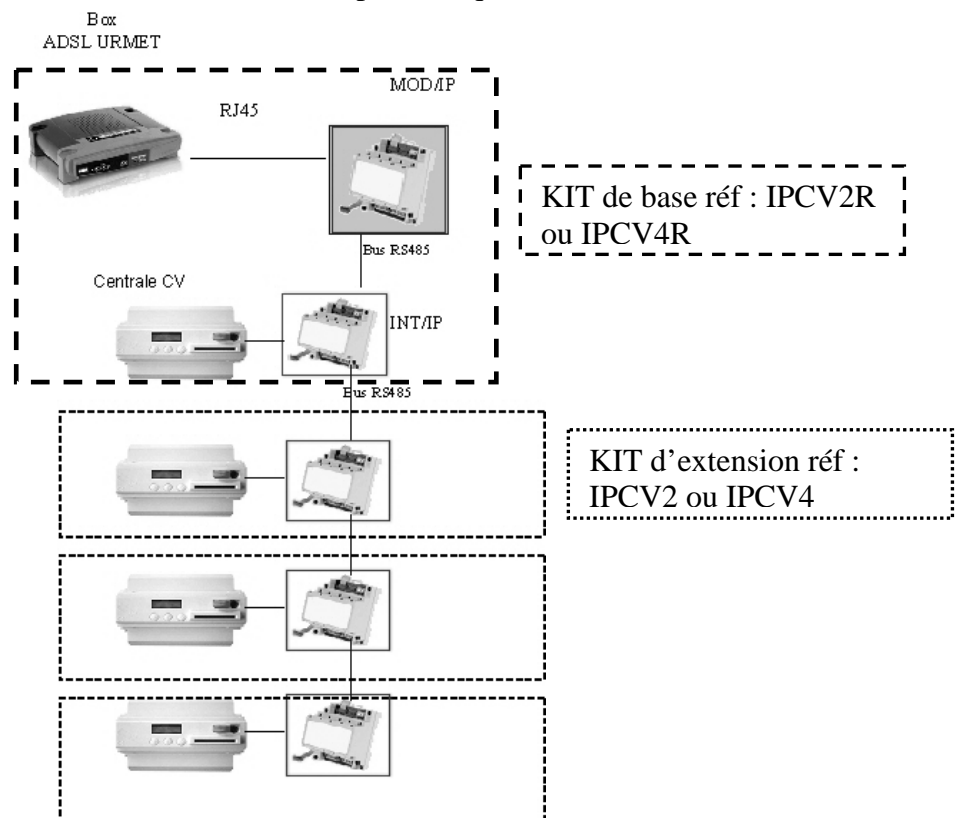 Box
ADSL URMET
MOD/IP
RJ45
KIT de base réf : IPCV2R
ou IPCV4R
Bus RS485
Centrale CV
INT/IP
Bus RS485
KIT d’extension réf :
IPCV2 ou IPCV4